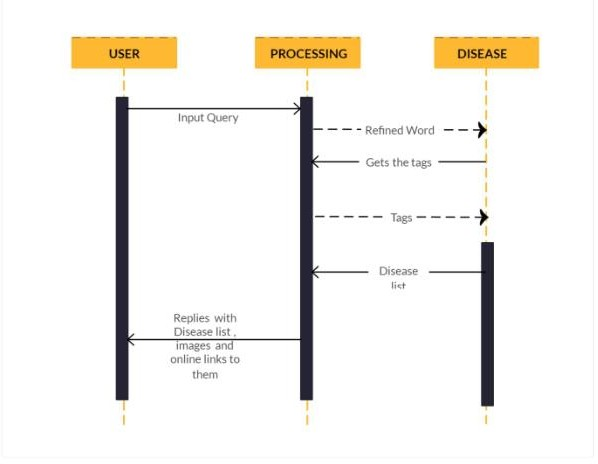 USER
PROCESSING
DISEASE
Input Query
Refined Word
Gets the tags
Tags
Disease
list
Replies with
Disease list ,
images and
online links to
them